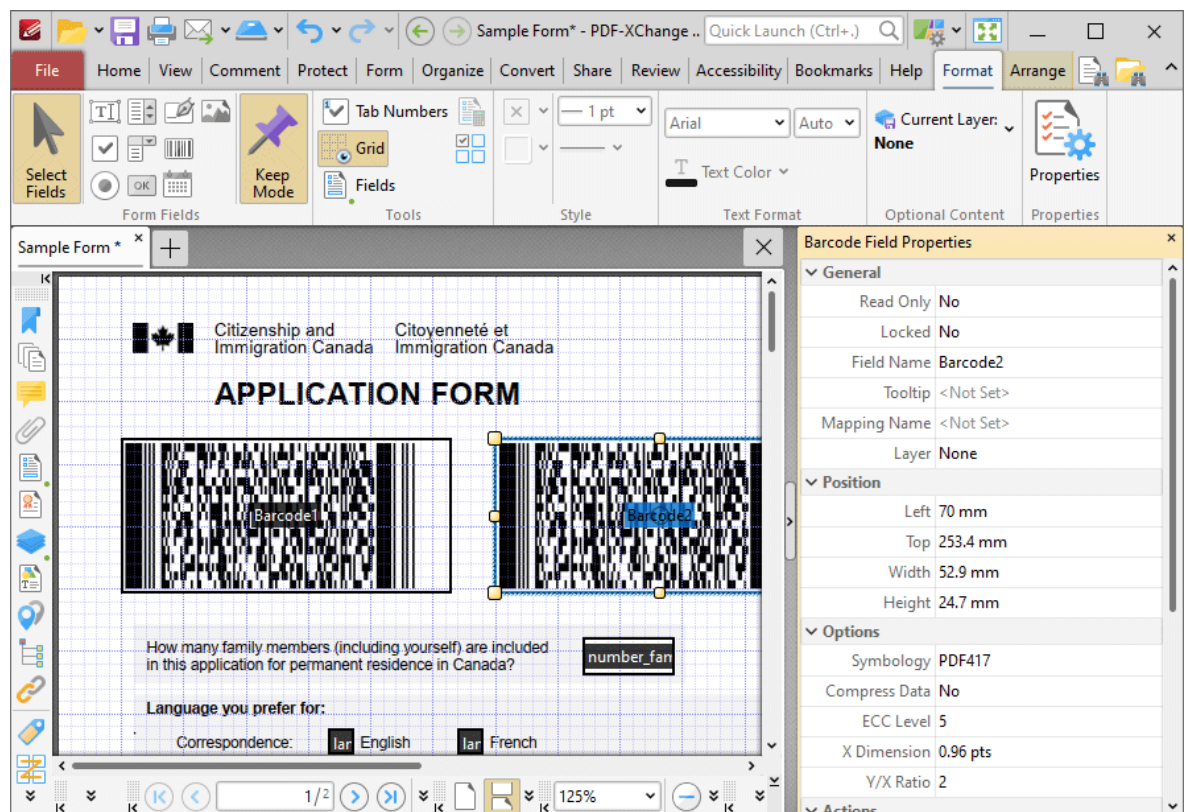 Sample Form* - PDF-XChange ..
Quick Launch (Ctrl+.)
File
Home
View
Comment
Protect
Form
Organize
Convert
Share
Review
Accessibility
Bookmarks
Help
Format
Arrange
Select
Fields
OK
Keep
Mode
Tab Numbers
Grid
Fields
1 pt
Arial
Auto
Text Color
Current Layer:
None
Properties
Form Fields
Tools
Style
Text Format
Optional Content
Properties
Sample Form *
Citizenship and
Immigration Canada
Citoyenneté et
Immigration Canada
APPLICATION FORM
Barcode1
Barcode2
How many family members (including yourself) are included
in this application for permanent residence in Canada?
number_fam
Language you prefer for:
Correspondence:
lar
English
lar
French
1/2
125%
Barcode Field Properties
General
Read Only No
Locked No
Field Name Barcode2
Tooltip <Not Set>
Mapping Name <Not Set>
Layer None
Position
Left 70 mm
Top 253.4 mm
Width 52.9 mm
Height 24.7 mm
Options
Symbology PDF417
Compress Data No
ECC Level 5
X Dimension 0.96 pts
Y/X Ratio 2
Actions